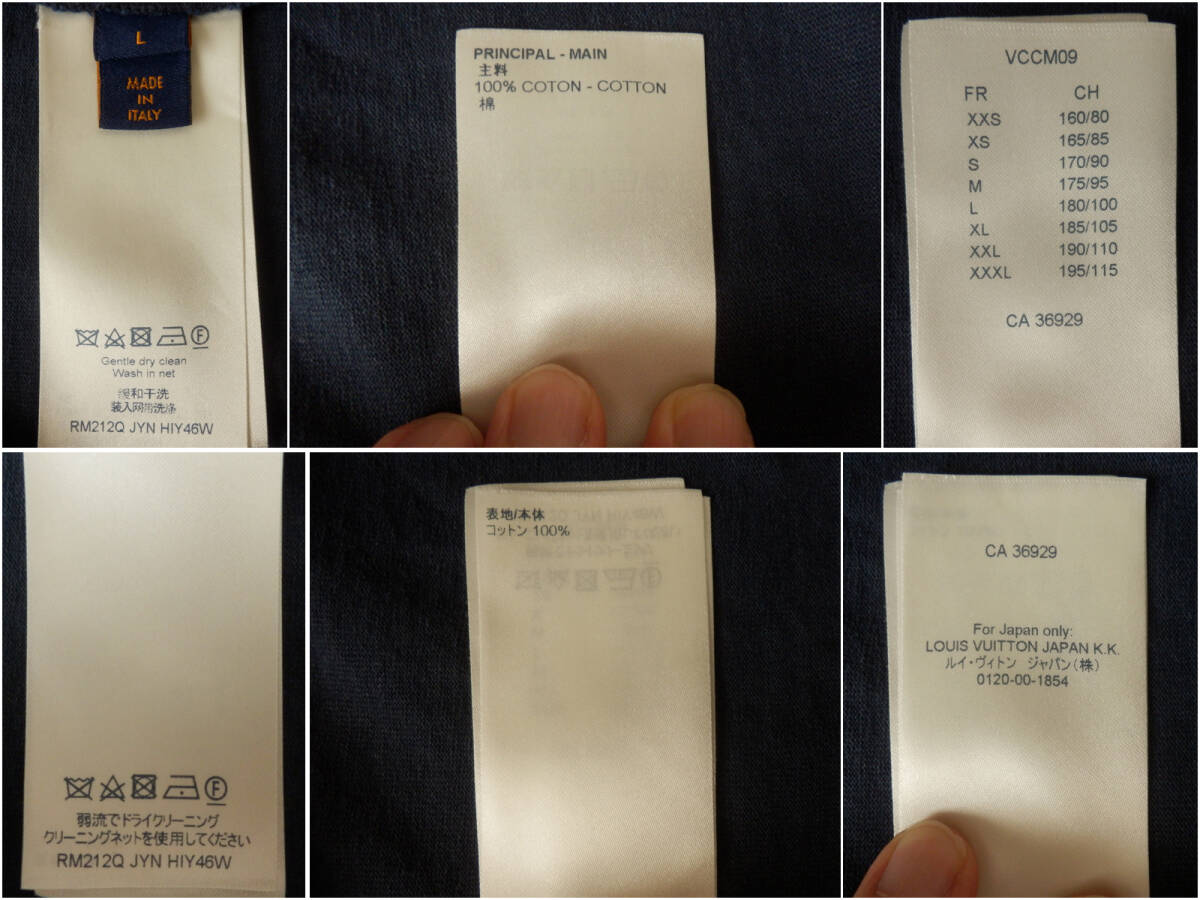 L
MADE
IN
ITALY
Gentle dry clean
Wash in net
缓和干洗
装入网带洗涤
RM212Q JYN HIY46W
PRINCIPAL - MAIN
主料
100% COTON - COTTON
棉
VCCM09
FR CH
XXS 160/80
XS 165/85
S 170/90
M 175/95
L 180/100
XL 185/105
XXL 190/110
XXXL 195/115
CA 36929
弱流でドライクリーニング
クリーニングネットを使用してください
RM212Q JYN HIY46W
表地/本体
コットン 100%
CA 36929
For Japan only:
LOUIS VUITTON JAPAN K.K.
ルイ・ヴィトン ジャパン(株)
0120-00-1854